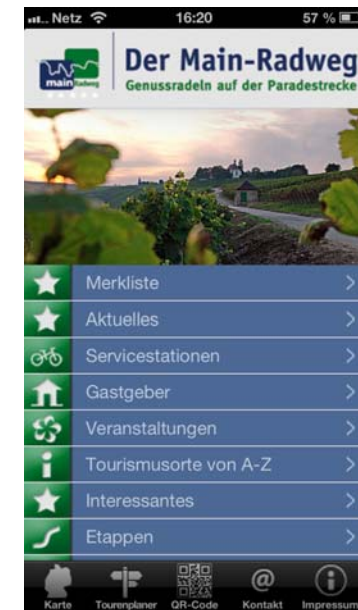 Netz 16:20 57 %
main Radweg
Der Main-Radweg
Genussradeln auf der Paradestrecke
Merkliste
Aktuelles
Servicestationen
Gastgeber
Veranstaltungen
Tourismusorte von A-Z
Interessantes
Etappen
Karte Tourenplaner QR-Code Kontakt Impressum